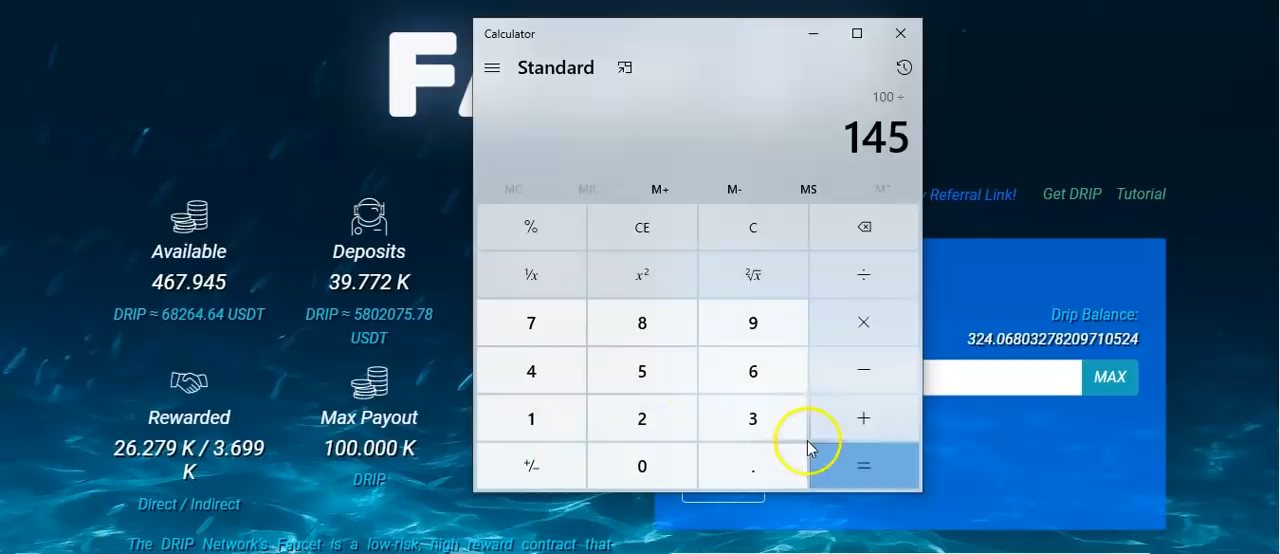 Calculator
Standard
100 ÷
145
MC MR M+ M- MS
% CE C
¹/x x² ²√x ÷
7 8 9 ×
4 5 6 −
1 2 3 +
+/− 0 . =
Referral Link! Get DRIP Tutorial
Available
467.945
DRIP ≈ 68264.64 USDT
Deposits
39.772 K
DRIP ≈ 5802075.78
USDT
Rewarded
26.279 K / 3.699
K
Direct / Indirect
Max Payout
100.000 K
DRIP
Drip Balance:
324.06803278209710524
MAX
The DRIP Network's Faucet is a low-risk, high reward contract that